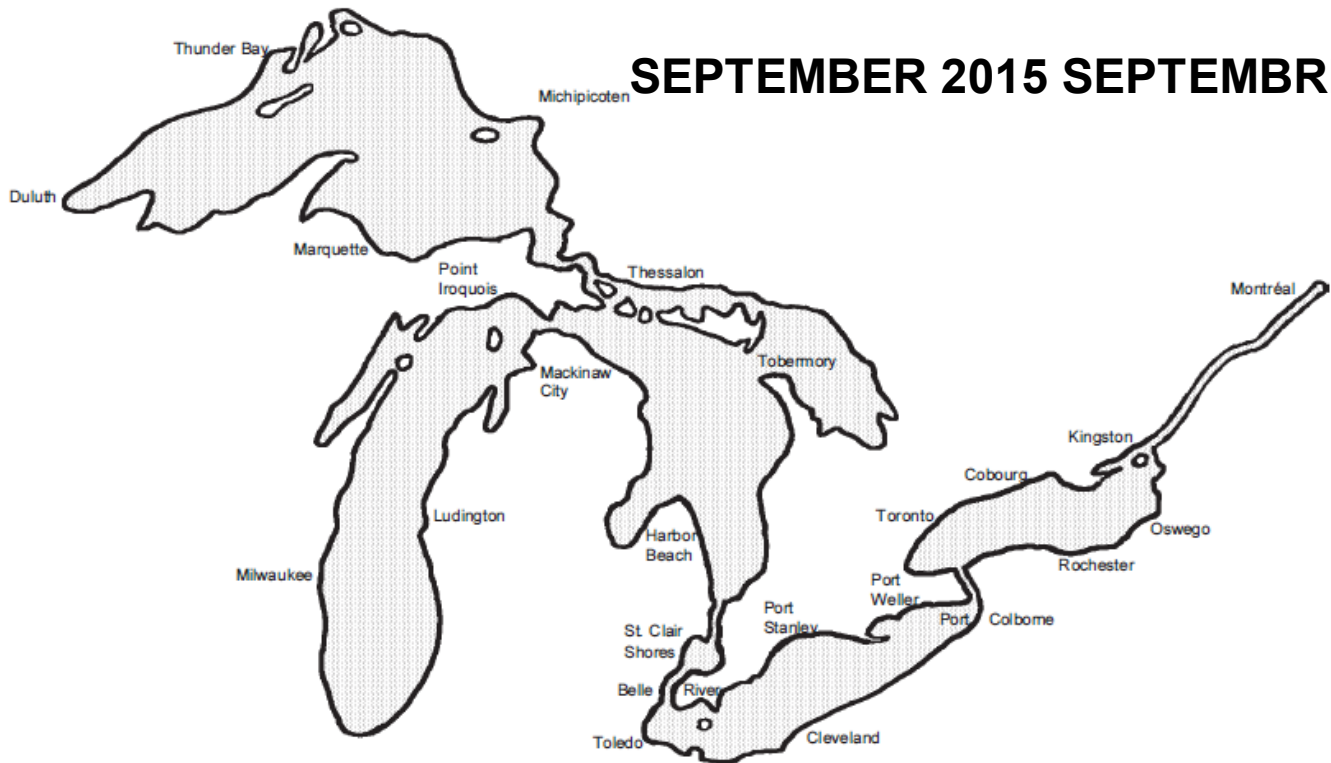 Thunder Bay
SEPTEMBER 2015 SEPTEMBR
Michipicoten
Duluth
Marquette
Point
Iroquois
Thessalon
Montréal
Tobermory
Mackinaw
City
Kingston
Cobourg
Ludington
Toronto
Oswego
Harbor
Beach
Rochester
Milwaukee
Port
Weller
Port
Stanley
Port Colborne
St. Clair
Shores
Belle River
Toledo
Cleveland